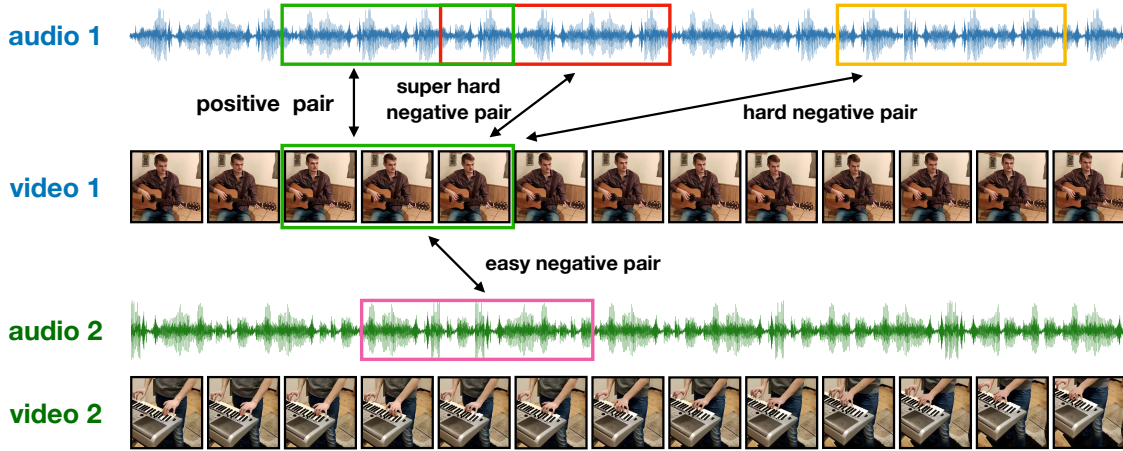 audio 1
positive pair
super hard
negative pair
hard negative pair
video 1
easy negative pair
audio 2
video 2